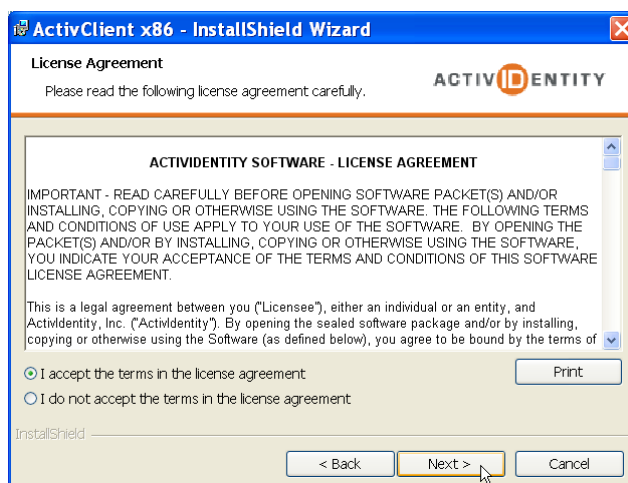 ActivClient x86 - InstallShield Wizard
License Agreement
Please read the following license agreement carefully.
ACTIVIDENTITY
ACTIVIDENTITY SOFTWARE - LICENSE AGREEMENT
IMPORTANT - READ CAREFULLY BEFORE OPENING SOFTWARE PACKET(S) AND/OR
INSTALLING, COPYING OR OTHERWISE USING THE SOFTWARE. THE FOLLOWING TERMS
AND CONDITIONS OF USE APPLY TO YOUR USE OF THE SOFTWARE. BY OPENING THE
PACKET(S) AND/OR BY INSTALLING, COPYING OR OTHERWISE USING THE SOFTWARE,
YOU INDICATE YOUR ACCEPTANCE OF THE TERMS AND CONDITIONS OF THIS SOFTWARE
LICENSE AGREEMENT.
This is a legal agreement between you ("Licensee"), either an individual or an entity, and
ActivIdentity, Inc. ("ActivIdentity"). By opening the sealed software package and/or by installing,
copying or otherwise using the Software (as defined below), you agree to be bound by the terms of
I accept the terms in the license agreement
Print
I do not accept the terms in the license agreement
InstallShield
< Back
Next >
Cancel